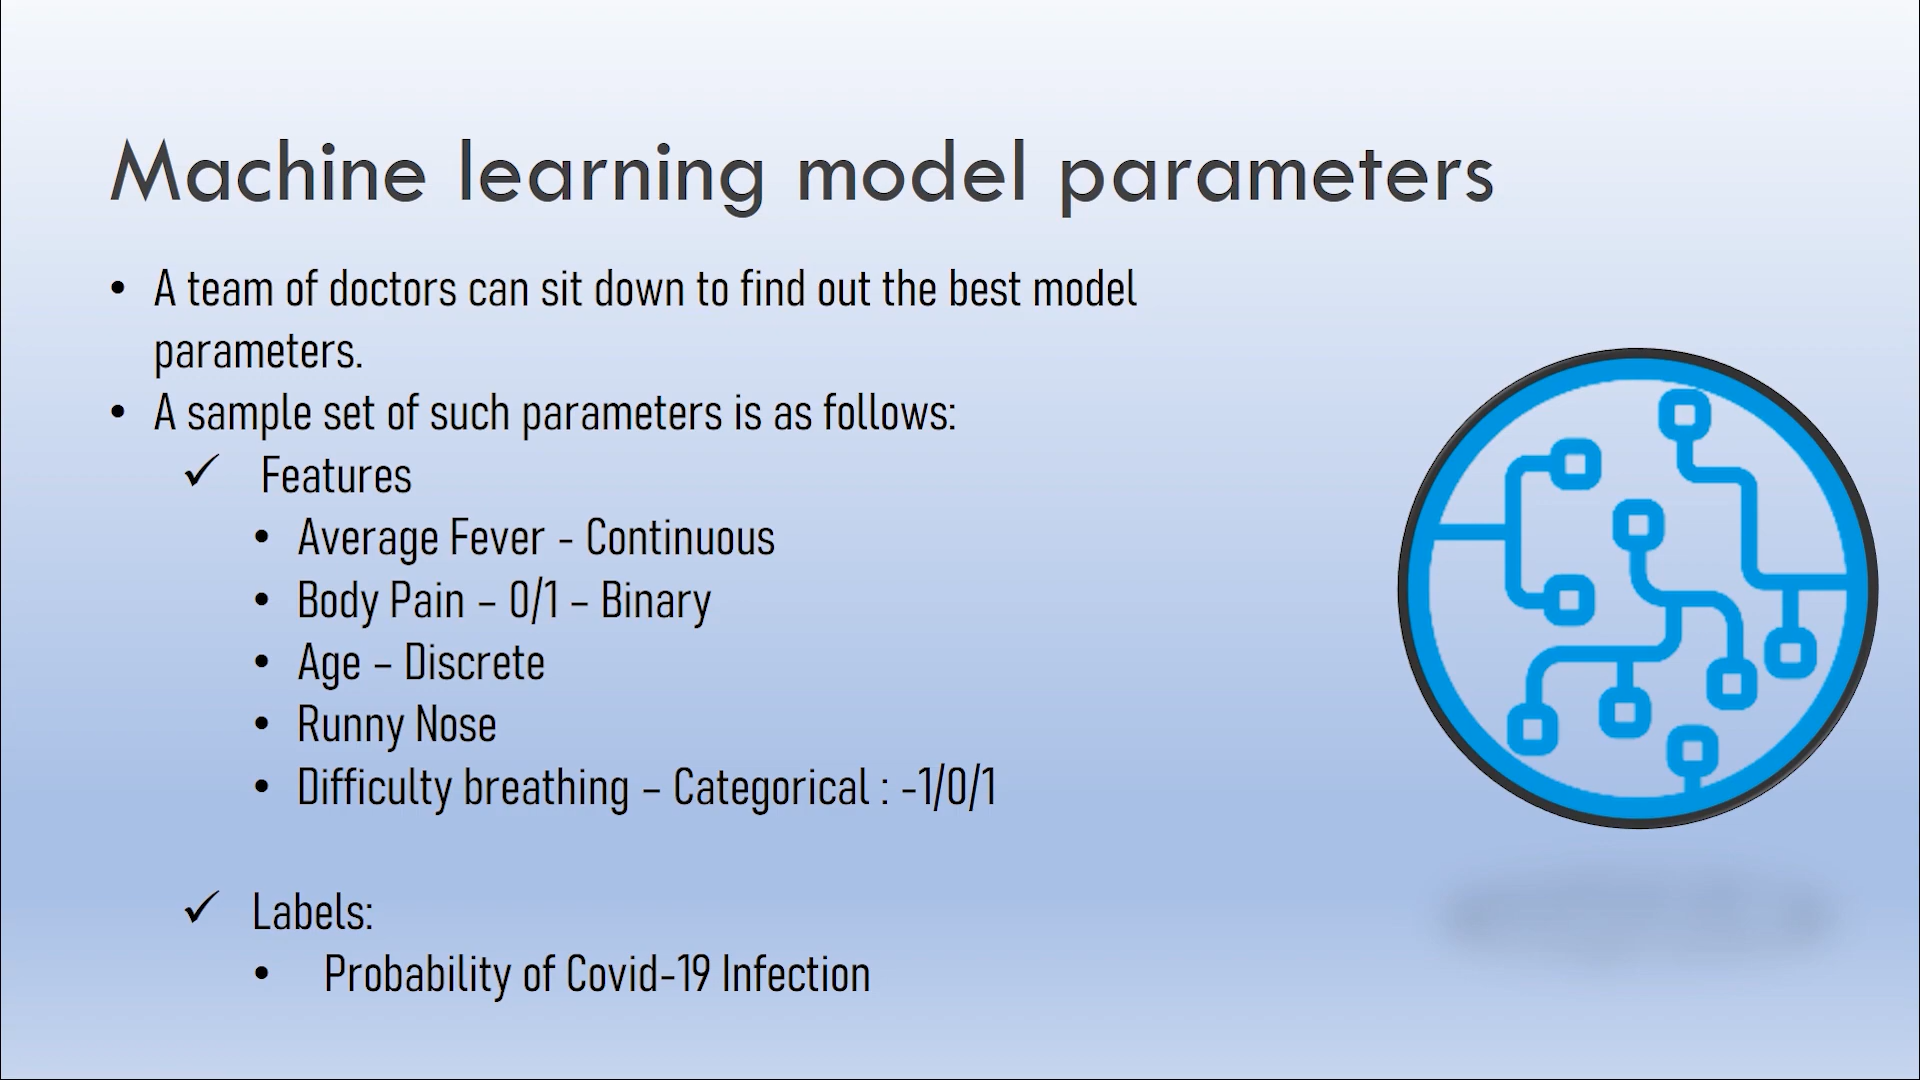 Machine learning model parameters
• A team of doctors can sit down to find out the best model
parameters.
• A sample set of such parameters is as follows:
✓ Features
• Average Fever - Continuous
• Body Pain – 0/1 – Binary
• Age – Discrete
• Runny Nose
• Difficulty breathing – Categorical : -1/0/1
✓ Labels:
• Probability of Covid-19 Infection